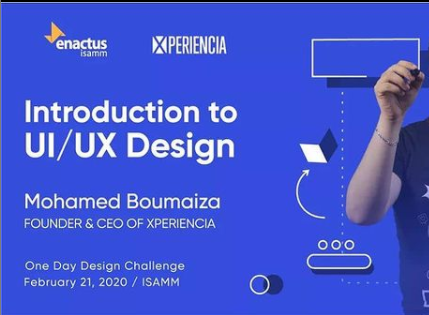 enactus
isamm
XPERIENCIA
Introduction to
UI/UX Design
Mohamed Boumaiza
FOUNDER & CEO OF XPERIENCIA
One Day Design Challenge
February 21, 2020 / ISAMM